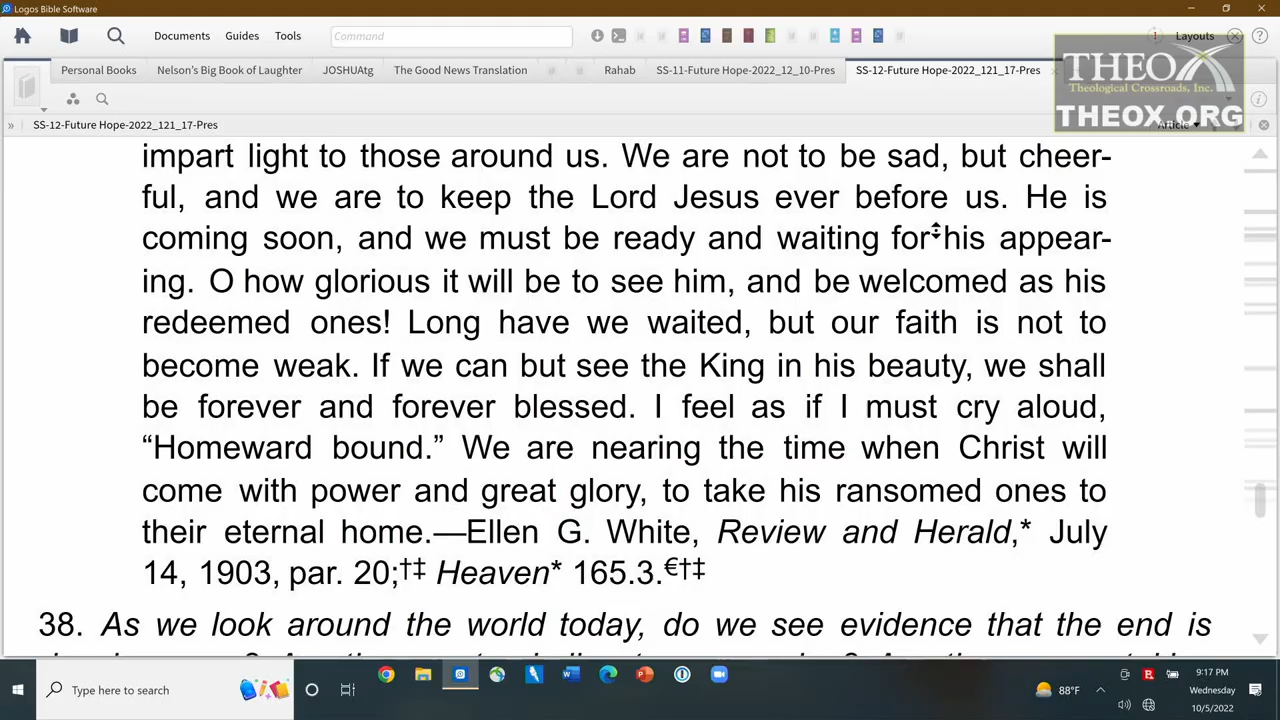 Logos Bible Software
Documents Guides Tools Command Layouts
Personal Books Nelson's Big Book of Laughter JOSHUAtg The Good News Translation Rahab SS-11-Future Hope-2022_12_10-Pres SS-12-Future Hope-2022_121_17-Pres
THEOX
Theological Crossroads, Inc.
THEOX.ORG
SS-12-Future Hope-2022_121_17-Pres Article
impart light to those around us. We are not to be sad, but cheer-
ful, and we are to keep the Lord Jesus ever before us. He is
coming soon, and we must be ready and waiting for his appear-
ing. O how glorious it will be to see him, and be welcomed as his
redeemed ones! Long have we waited, but our faith is not to
become weak. If we can but see the King in his beauty, we shall
be forever and forever blessed. I feel as if I must cry aloud,
“Homeward bound.” We are nearing the time when Christ will
come with power and great glory, to take his ransomed ones to
their eternal home.—Ellen G. White, Review and Herald,* July
14, 1903, par. 20;†‡ Heaven* 165.3.€†‡
38. As we look around the world today, do we see evidence that the end is
Type here to search
88°F
9:17 PM
Wednesday
10/5/2022